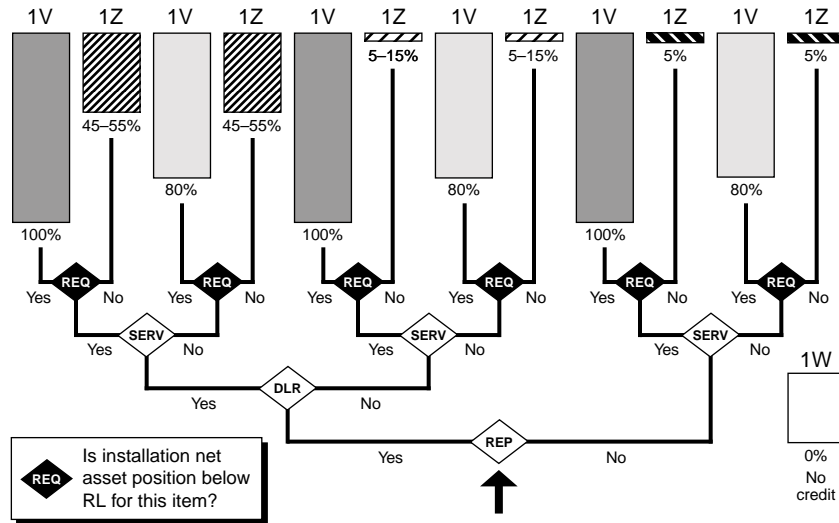 1V 1Z 1V 1Z 1V 1Z 1V 1Z 1V 1Z 1V 1Z
5–15% 5–15% 5% 5%
45–55% 45–55%
80% 80% 80%
100% 100% 100%
REQ REQ REQ REQ REQ REQ
Yes No Yes No Yes No Yes No Yes No Yes No
SERV SERV SERV
Yes No Yes No Yes No
1W
DLR
Yes No
REP
Yes No
0%
No
credit
REQ
Is installation net
asset position below
RL for this item?